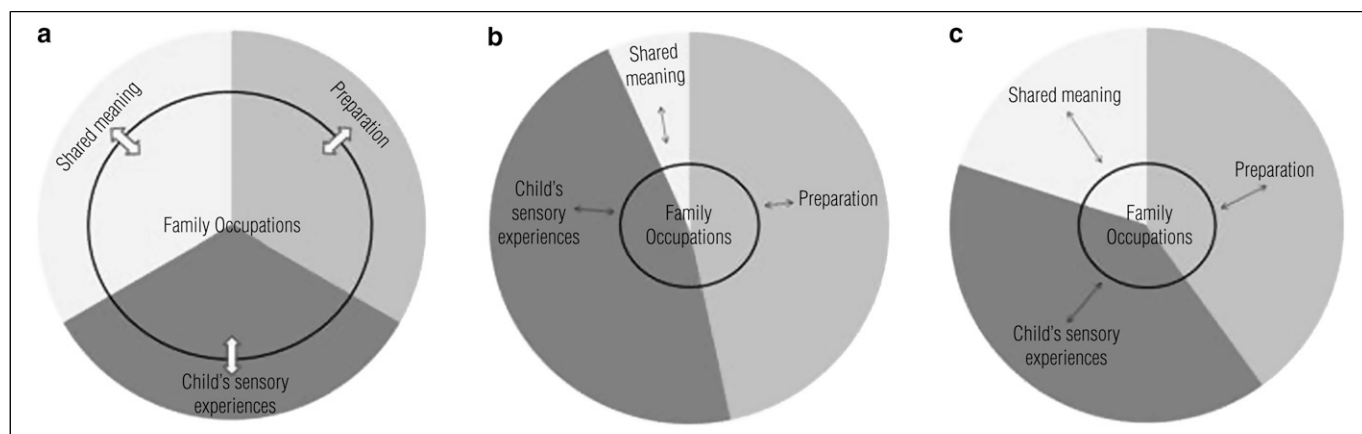 a
Shared meaning
Preparation
Family Occupations
Child's sensory
experiences
b
Shared
meaning
Child's
sensory
experiences
Family
Occupations
Preparation
c
Shared meaning
Preparation
Family
Occupations
Child's sensory
experiences